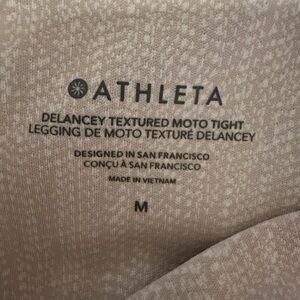 ATHLETA
DELANCEY TEXTURED MOTO TIGHT
LEGGING DE MOTO TEXTURÉ DELANCEY
DESIGNED IN SAN FRANCISCO
CONÇU À SAN FRANCISCO
MADE IN VIETNAM
M